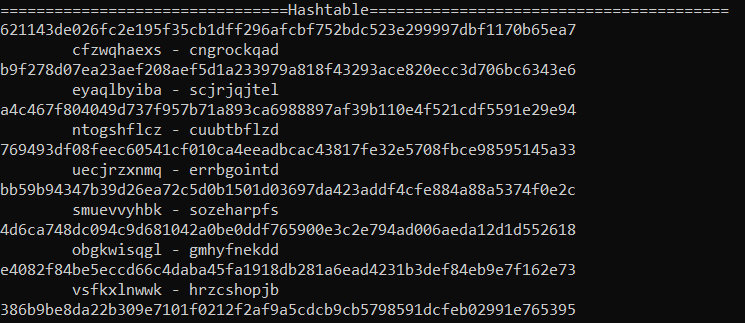 ================================Hashtable========================================
621143de026fc2e195f35cb1dff296afcbf752bdc523e299997dbf1170b65ea7
cfzwqhaexs - cngrockqad
b9f278d07ea23aef208aef5d1a233979a818f43293ace820ecc3d706bc6343e6
eyaqlbyiba - scjrjqjtel
a4c467f804049d737f957b71a893ca6988897af39b110e4f521cdf5591e29e94
ntogshflcz - cuubtbflzd
769493df08feec60541cf010ca4eeadbcac43817fe32e5708fbce98595145a33
uecjrzxnmq - errbgointd
bb59b94347b39d26ea72c5d0b1501d03697da423addf4cfe884a88a5374f0e2c
smuevvyhbk - sozeharpfs
4d6ca748dc094c9d681042a0be0ddf765900e3c2e794ad006aeda12d1d552618
obgkwisqgl - gmhyfnekdd
e4082f84be5eccd66c4daba45fa1918db281a6ead4231b3def84eb9e7f162e73
vsfkxlnwwk - hrzcshopjb
386b9be8da22b309e7101f0212f2af9a5cdcb9cb5798591dcfeb02991e765395